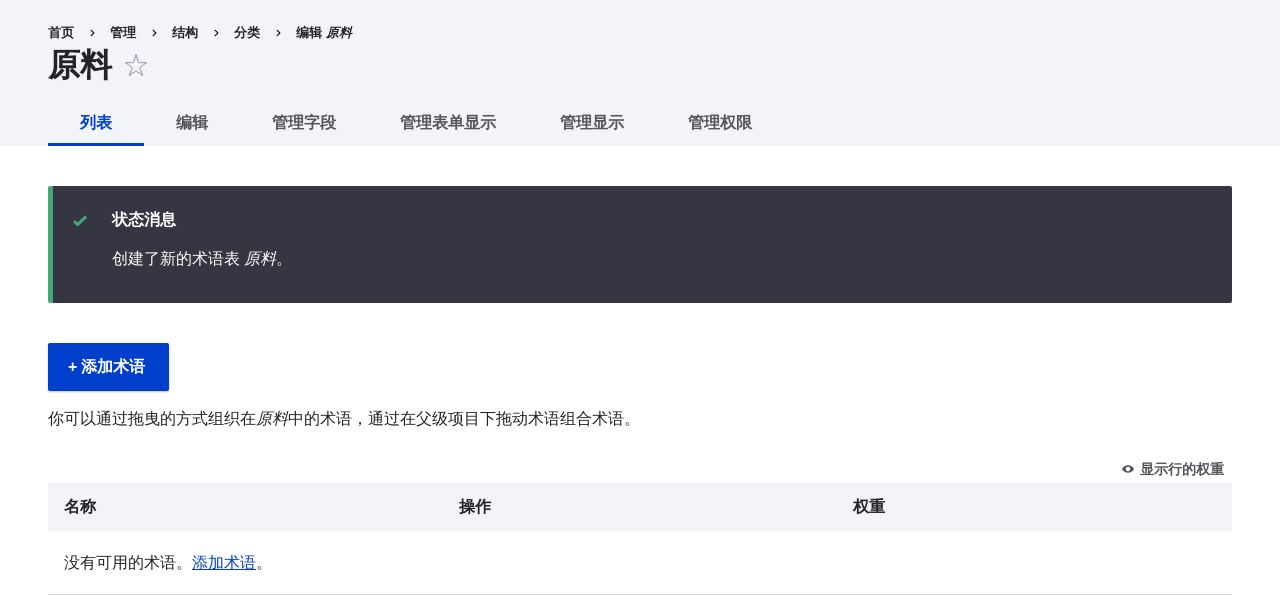 首页 › 管理 › 结构 › 分类 › 编辑 原料
原料
列表 编辑 管理字段 管理表单显示 管理显示 管理权限
状态消息
创建了新的术语表 原料。
+ 添加术语
你可以通过拖曳的方式组织在原料中的术语，通过在父级项目下拖动术语组合术语。
显示行的权重
名称 操作 权重
没有可用的术语。添加术语。